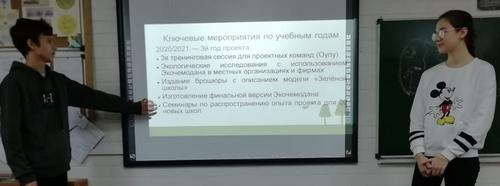 Ключевые мероприятия по учебным годам
2020/2021 — 3й год проекта
• 3я тренинговая сессия для проектных команд (Оулу)
• Экологические исследования с использованием
Экочемодана в местных организациях и фирмах
• Издание брошюры с описанием модели «Зелёной
школы»
• Изготовление финальной версии Экочемодана
• Семинары по распространению опыта проекта для
новых школ